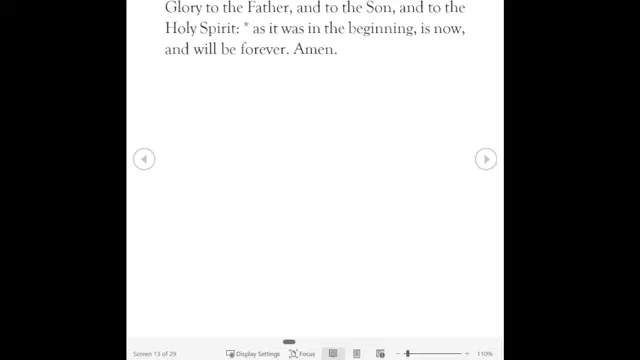 Glory to the Father, and to the Son, and to the
Holy Spirit: * as it was in the beginning, is now,
and will be forever. Amen.
Screen 13 of 29 Display Settings Focus 110%